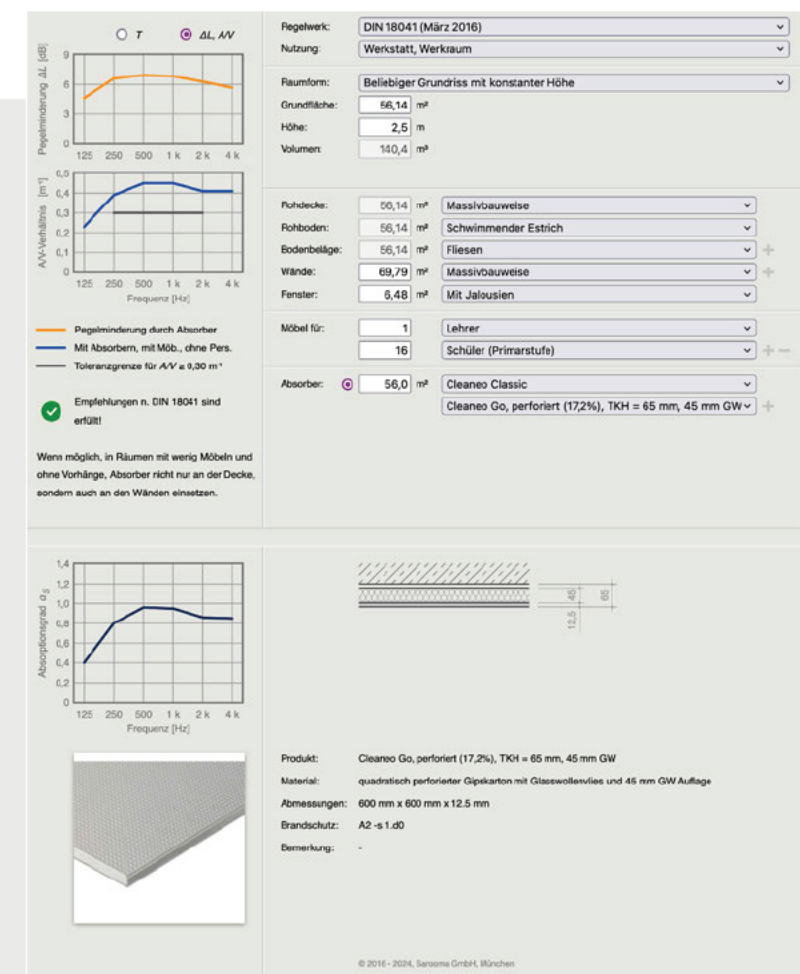 T
ΔL, A/V
Pegelminderung ΔL [dB]
9
6
3
0
125 250 500 1 k 2 k 4 k
A/V-Verhältnis [m⁻¹]
0,5
0,4
0,3
0,2
0,1
0
125 250 500 1 k 2 k 4 k
Frequenz [Hz]
Pegelminderung durch Absorber
Mit Absorbern, mit Möb., ohne Pers.
Toleranzgrenze für A/V ≥ 0,30 m⁻¹
Empfehlungen n. DIN 18041 sind
erfüllt!
Wenn möglich, in Räumen mit wenig Möbeln und
ohne Vorhänge, Absorber nicht nur an der Decke,
sondern auch an den Wänden einsetzen.
Regelwerk: DIN 18041 (März 2016)
Nutzung: Werkstatt, Werkraum
Raumform: Beliebiger Grundriss mit konstanter Höhe
Grundfläche: 56,14 m²
Höhe: 2,5 m
Volumen: 140,4 m³
Rohdecke: 56,14 m² Massivbauweise
Rohboden: 56,14 m² Schwimmender Estrich
Bodenbeläge: 56,14 m² Fliesen
Wände: 69,79 m² Massivbauweise
Fenster: 6,48 m² Mit Jalousien
Möbel für: 1 Lehrer
16 Schüler (Primarstufe)
Absorber: 56,0 m² Cleaneo Classic
Cleaneo Go, perforiert (17,2%), TKH = 65 mm, 45 mm GW
Absorptionsgrad αS
1,4
1,2
1,0
0,8
0,6
0,4
0,2
0
125 250 500 1 k 2 k 4 k
Frequenz [Hz]
45
65
12,5
Produkt: Cleaneo Go, perforiert (17,2%), TKH = 65 mm, 45 mm GW
Material: quadratisch perforierter Gipskarton mit Glasswollenvlies und 45 mm GW Auflage
Abmessungen: 600 mm x 600 mm x 12.5 mm
Brandschutz: A2 -s 1.d0
Bemerkung: -
© 2016 - 2024, Sarooma GmbH, München